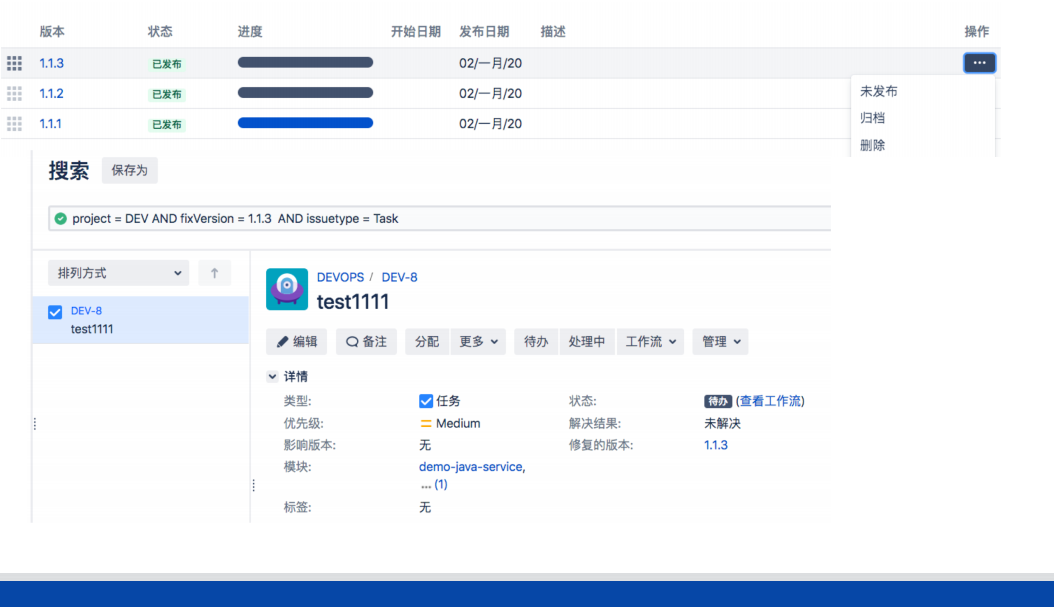 版本 状态 进度 开始日期 发布日期 描述 操作
1.1.3 已发布 02/一月/20 ...
1.1.2 已发布 02/一月/20
1.1.1 已发布 02/一月/20
未发布
归档
删除
搜索 保存为
project = DEV AND fixVersion = 1.1.3 AND issuetype = Task
排列方式
DEV-8
test1111
DEVOPS / DEV-8
test1111
编辑 备注 分配 更多 待办 处理中 工作流 管理
详情
类型: 任务 状态: 待办 (查看工作流)
优先级: Medium 解决结果: 未解决
影响版本: 无 修复的版本: 1.1.3
模块: demo-java-service,
... (1)
标签: 无